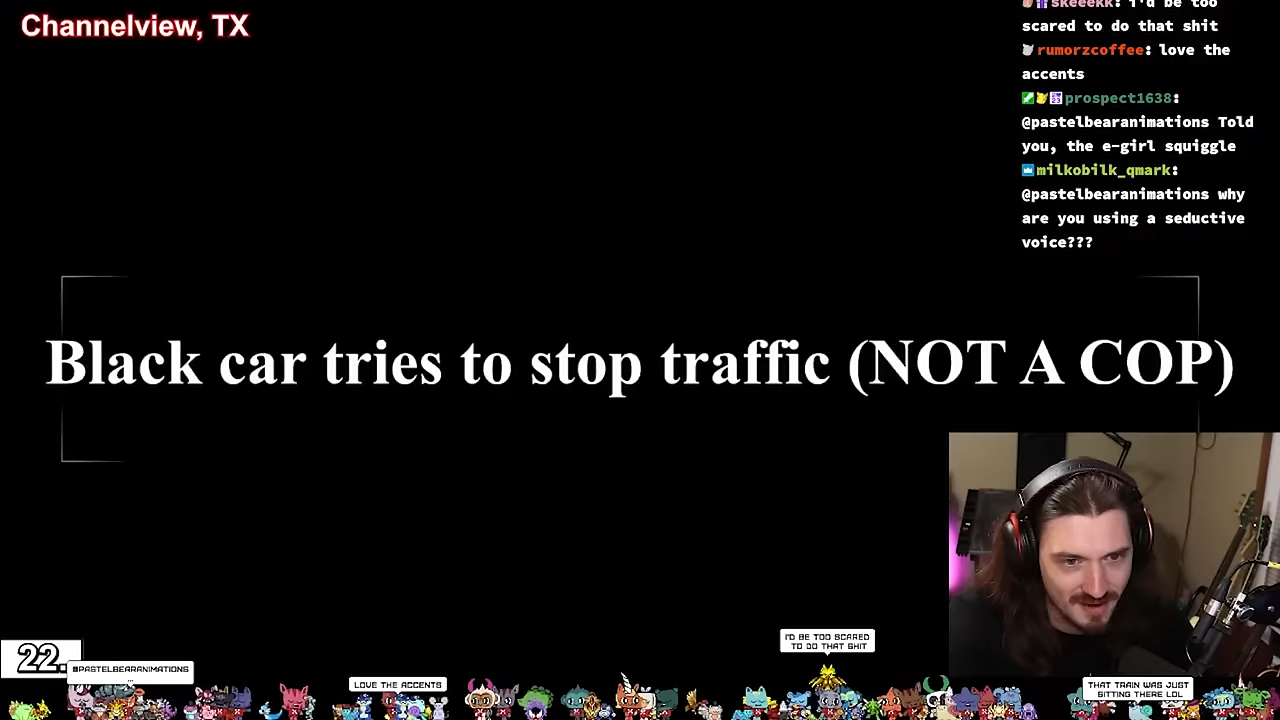 Channelview, TX
skeeekk: i'd be too
scared to do that shit
rumorzcoffee: love the
accents
prospect1638:
@pastelbearanimations Told
you, the e-girl squiggle
milkobilk_qmark:
@pastelbearanimations why
are you using a seductive
voice???
Black car tries to stop traffic (NOT A COP)
22.
@PASTELBEARANIMATIONS
...
LOVE THE ACCENTS
I'D BE TOO SCARED
TO DO THAT SHIT
THAT TRAIN WAS JUST
SITTING THERE LOL